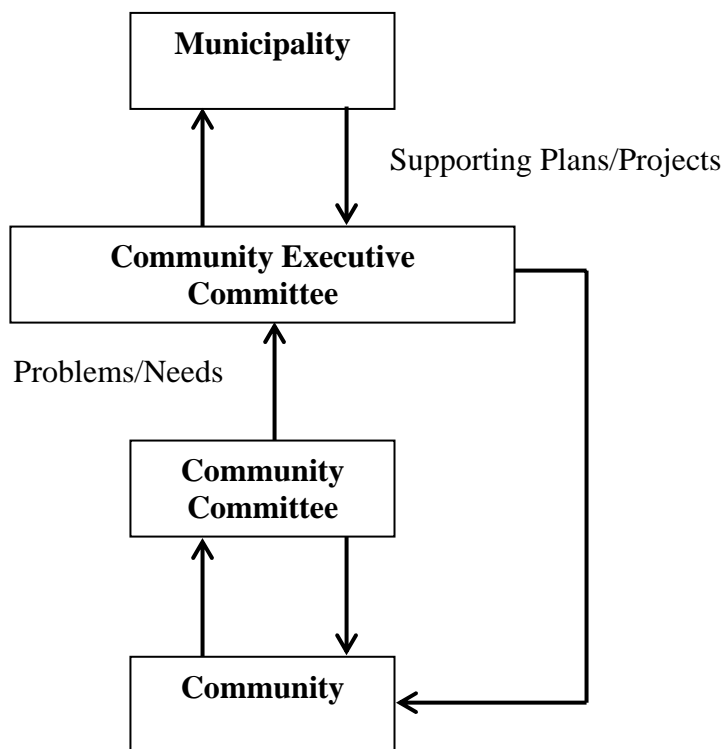 Municipality
Supporting Plans/Projects
Community Executive
Committee
Problems/Needs
Community
Committee
Community